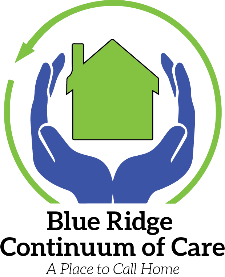 Blue Ridge
Continuum of Care
A Place to Call Home